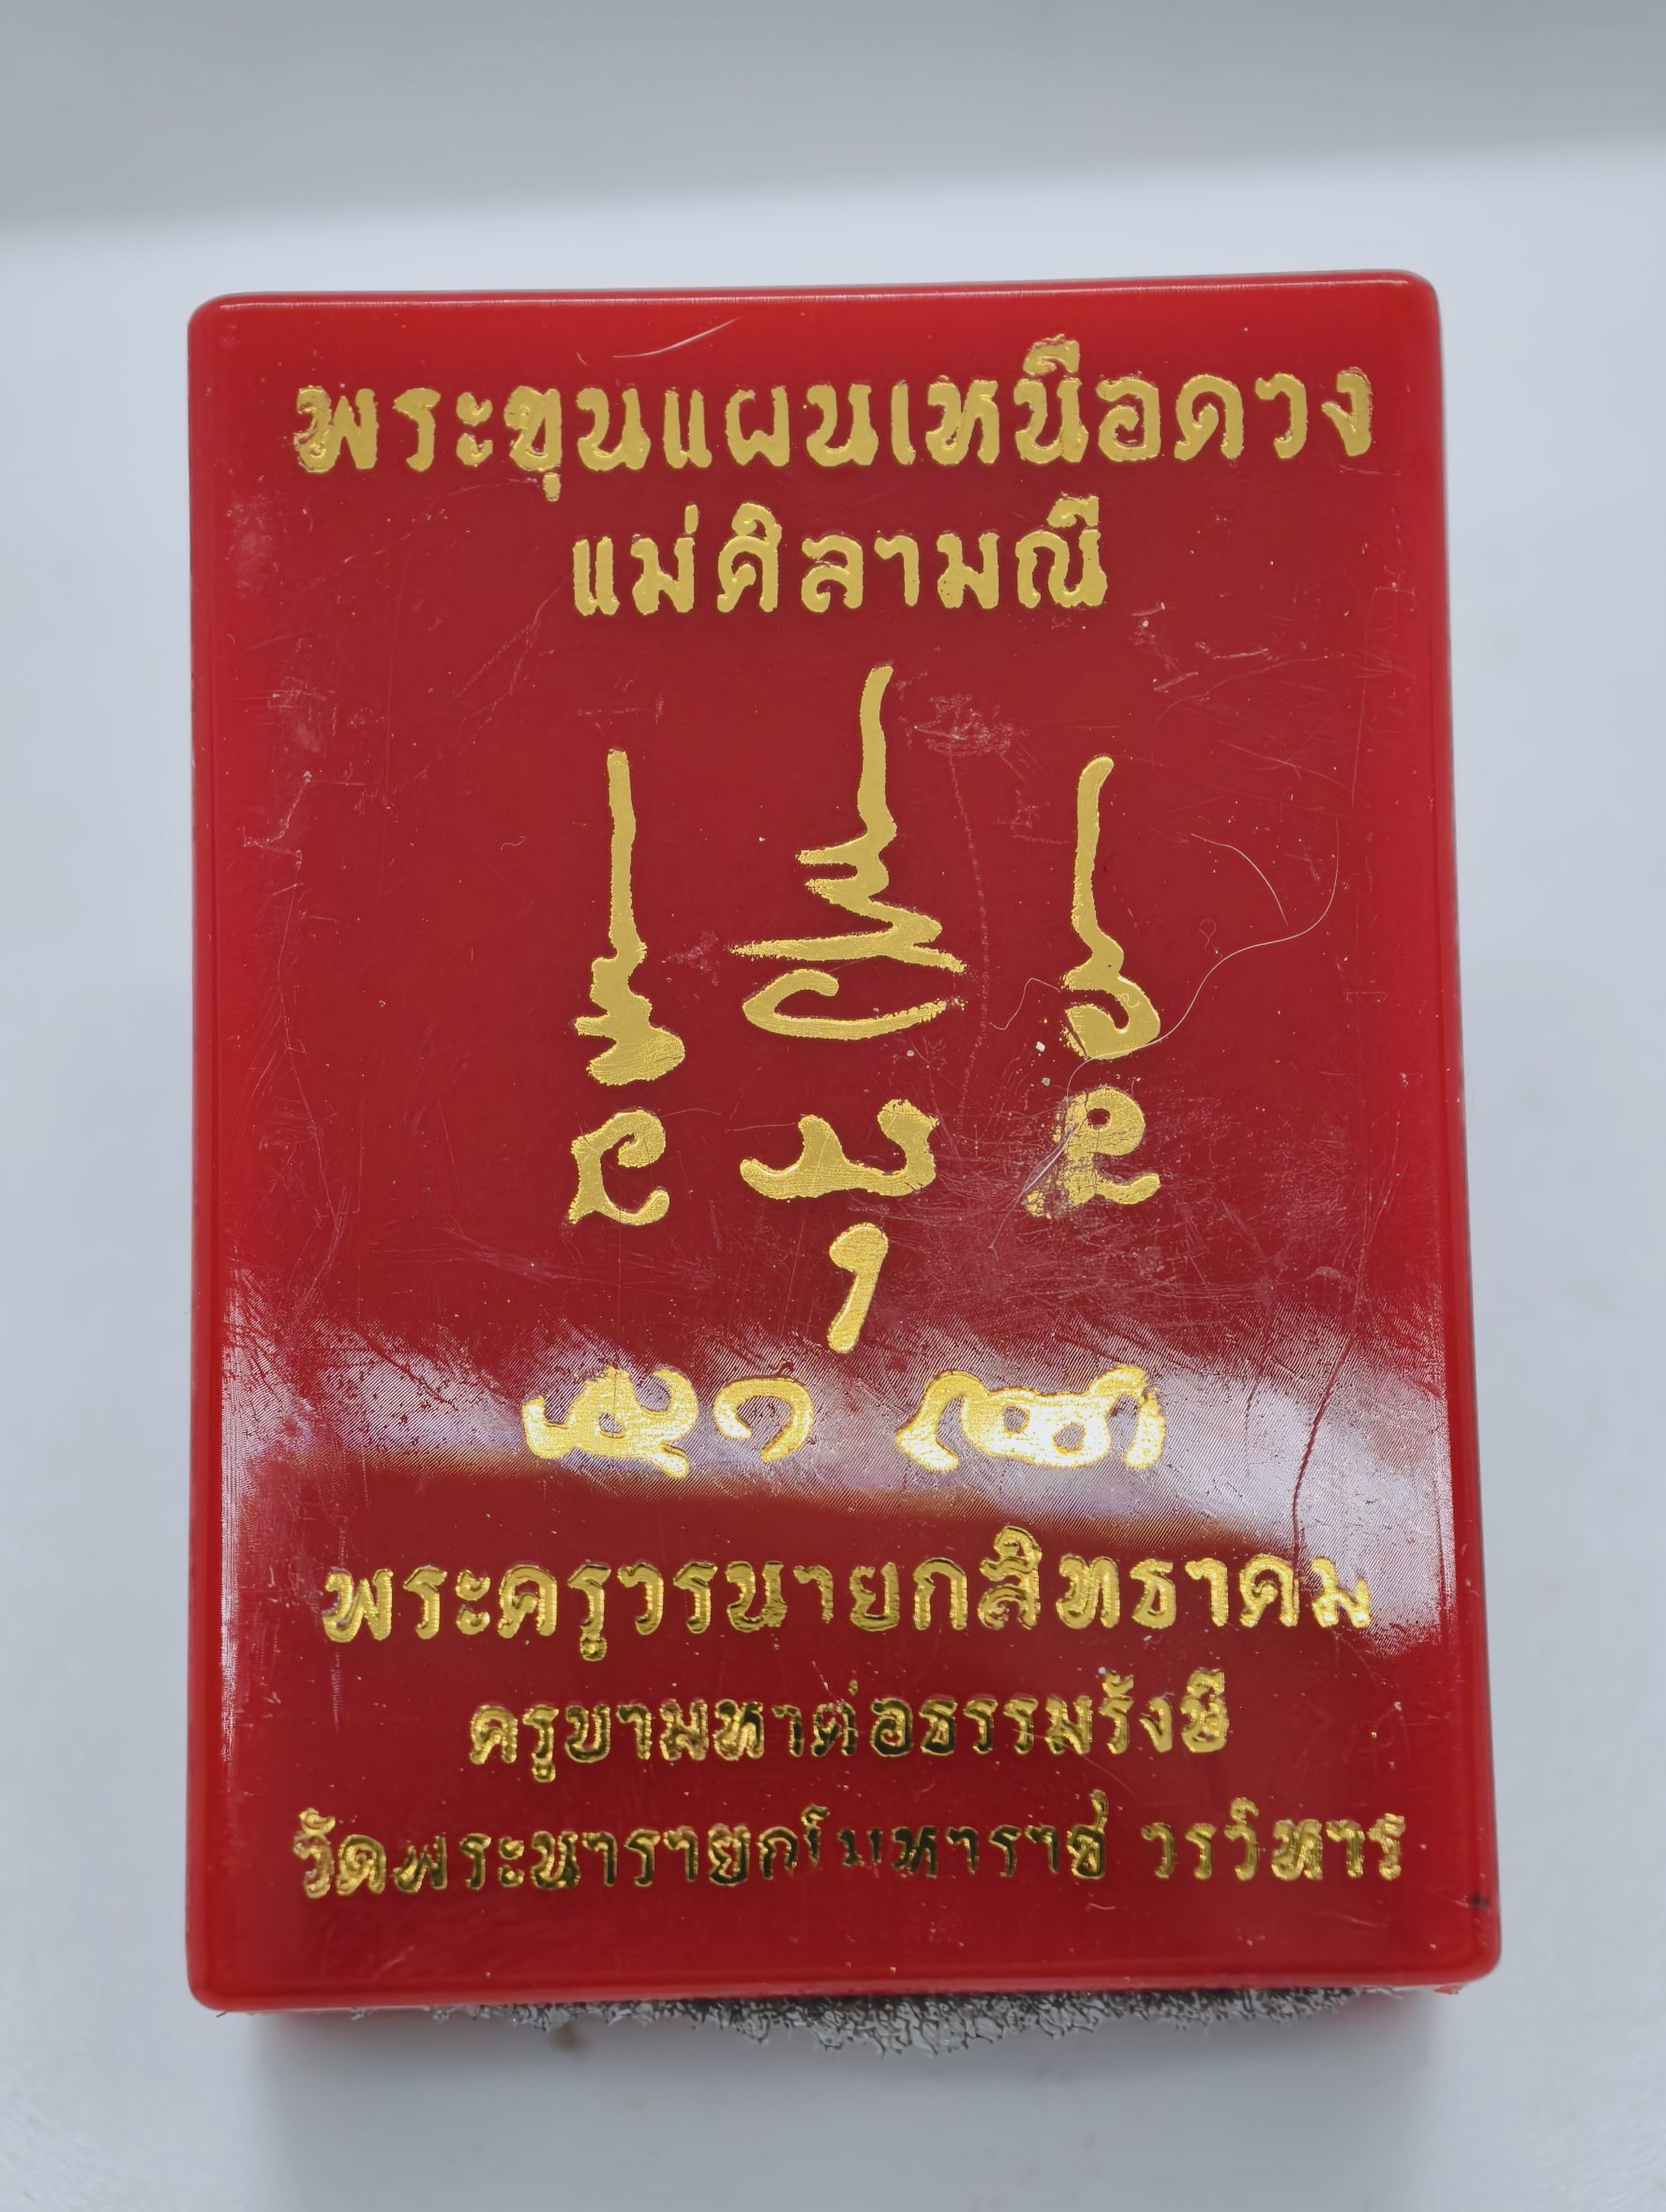 พระขุนแผนเหนือดวง
แม่ศิลามณี
พระครูวรนายกสิทธาคม
ครูบามหาต่อธรรมรังษี
วัดพระนารายณ์มหาราช วรวิหาร